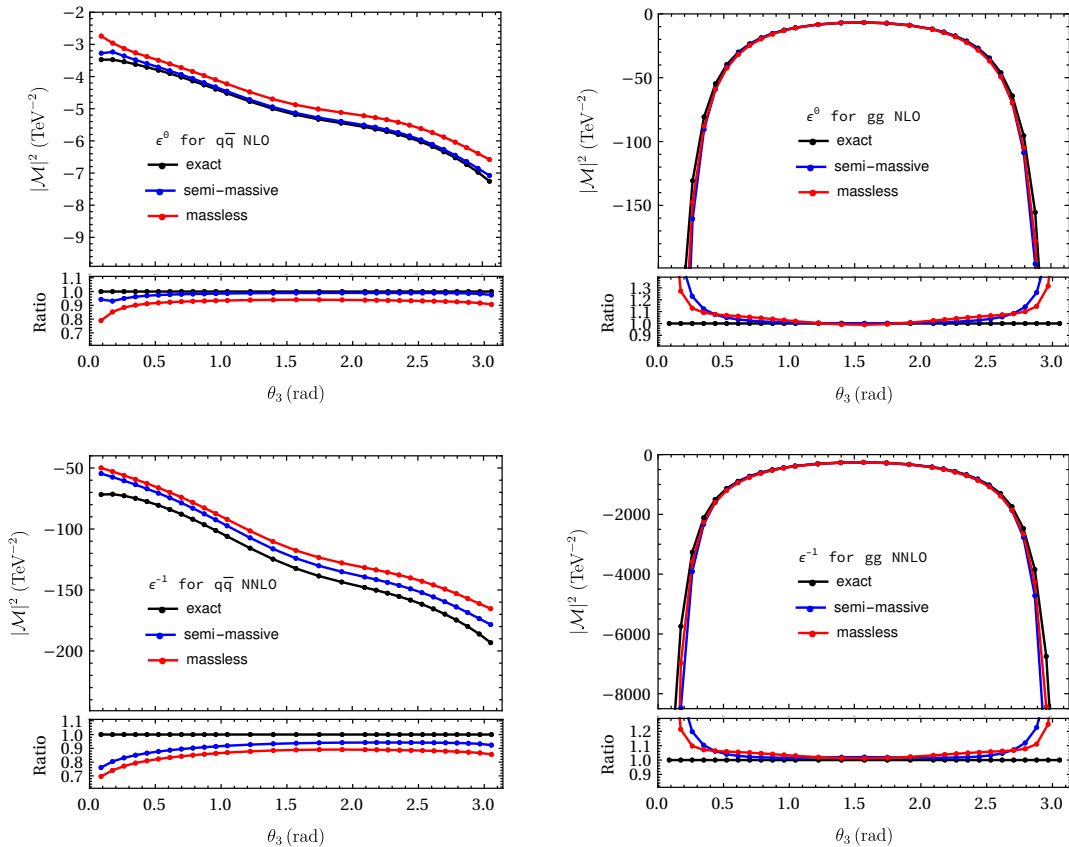 −2
−3
−4
−5
−6
−7
−8
−9
|ℳ|² (TeV⁻²)
ϵ⁰ for qq̅ NLO
exact
semi−massive
massless
1.1
1.0
0.9
0.8
0.7
Ratio
0.0 0.5 1.0 1.5 2.0 2.5 3.0
θ₃ (rad)
0
−50
−100
−150
|ℳ|² (TeV⁻²)
ϵ⁰ for gg NLO
exact
semi−massive
massless
1.3
1.2
1.1
1.0
0.9
Ratio
0.0 0.5 1.0 1.5 2.0 2.5 3.0
θ₃ (rad)
−50
−100
−150
−200
|ℳ|² (TeV⁻²)
ϵ⁻¹ for qq̅ NNLO
exact
semi−massive
massless
1.1
1.0
0.9
0.8
0.7
Ratio
0.0 0.5 1.0 1.5 2.0 2.5 3.0
θ₃ (rad)
0
−2000
−4000
−6000
−8000
|ℳ|² (TeV⁻²)
ϵ⁻¹ for gg NNLO
exact
semi−massive
massless
1.2
1.1
1.0
0.9
Ratio
0.0 0.5 1.0 1.5 2.0 2.5 3.0
θ₃ (rad)